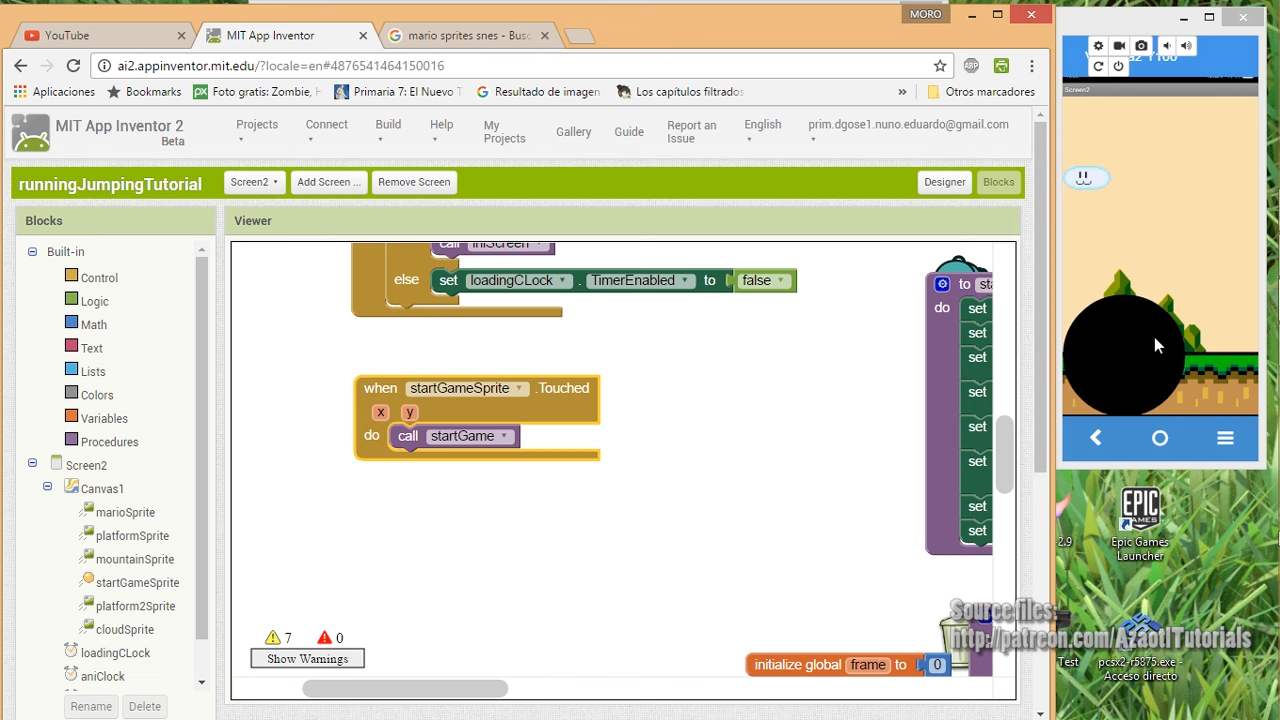 MORO
YouTube
MIT App Inventor
mario sprites snes - Busc
ai2.appinventor.mit.edu/?locale=en#4876541464150016
ABP
Aplicaciones
Bookmarks
Foto gratis: Zombie, H
Primaria 7: El Nuevo T
Resultado de imagen
Los capítulos filtrados
»
Otros marcadores
MIT App Inventor 2
Beta
Projects
Connect
Build
Help
My Projects
Gallery
Guide
Report an Issue
English
prim.dgose1.nuno.eduardo@gmail.com
runningJumpingTutorial
Screen2
Add Screen ...
Remove Screen
Designer
Blocks
Blocks
Viewer
Built-in
Control
Logic
Math
Text
Lists
Colors
Variables
Procedures
Screen2
Canvas1
marioSprite
platformSprite
mountainSprite
startGameSprite
platform2Sprite
cloudSprite
loadingCLock
aniClock
Rename
Delete
call iniScreen
else set loadingCLock . TimerEnabled to false
when startGameSprite .Touched
x y
do call startGame
to sta
do set
set
set
set
set
set
set
set
7
0
Show Warnings
initialize global frame to 0
Screen2
EPIC GAMES
Epic Games Launcher
2.9
Test
pcsx2-r5875.exe - Acceso directo
Source files:
http://patreon.com/AzaotlTutorials